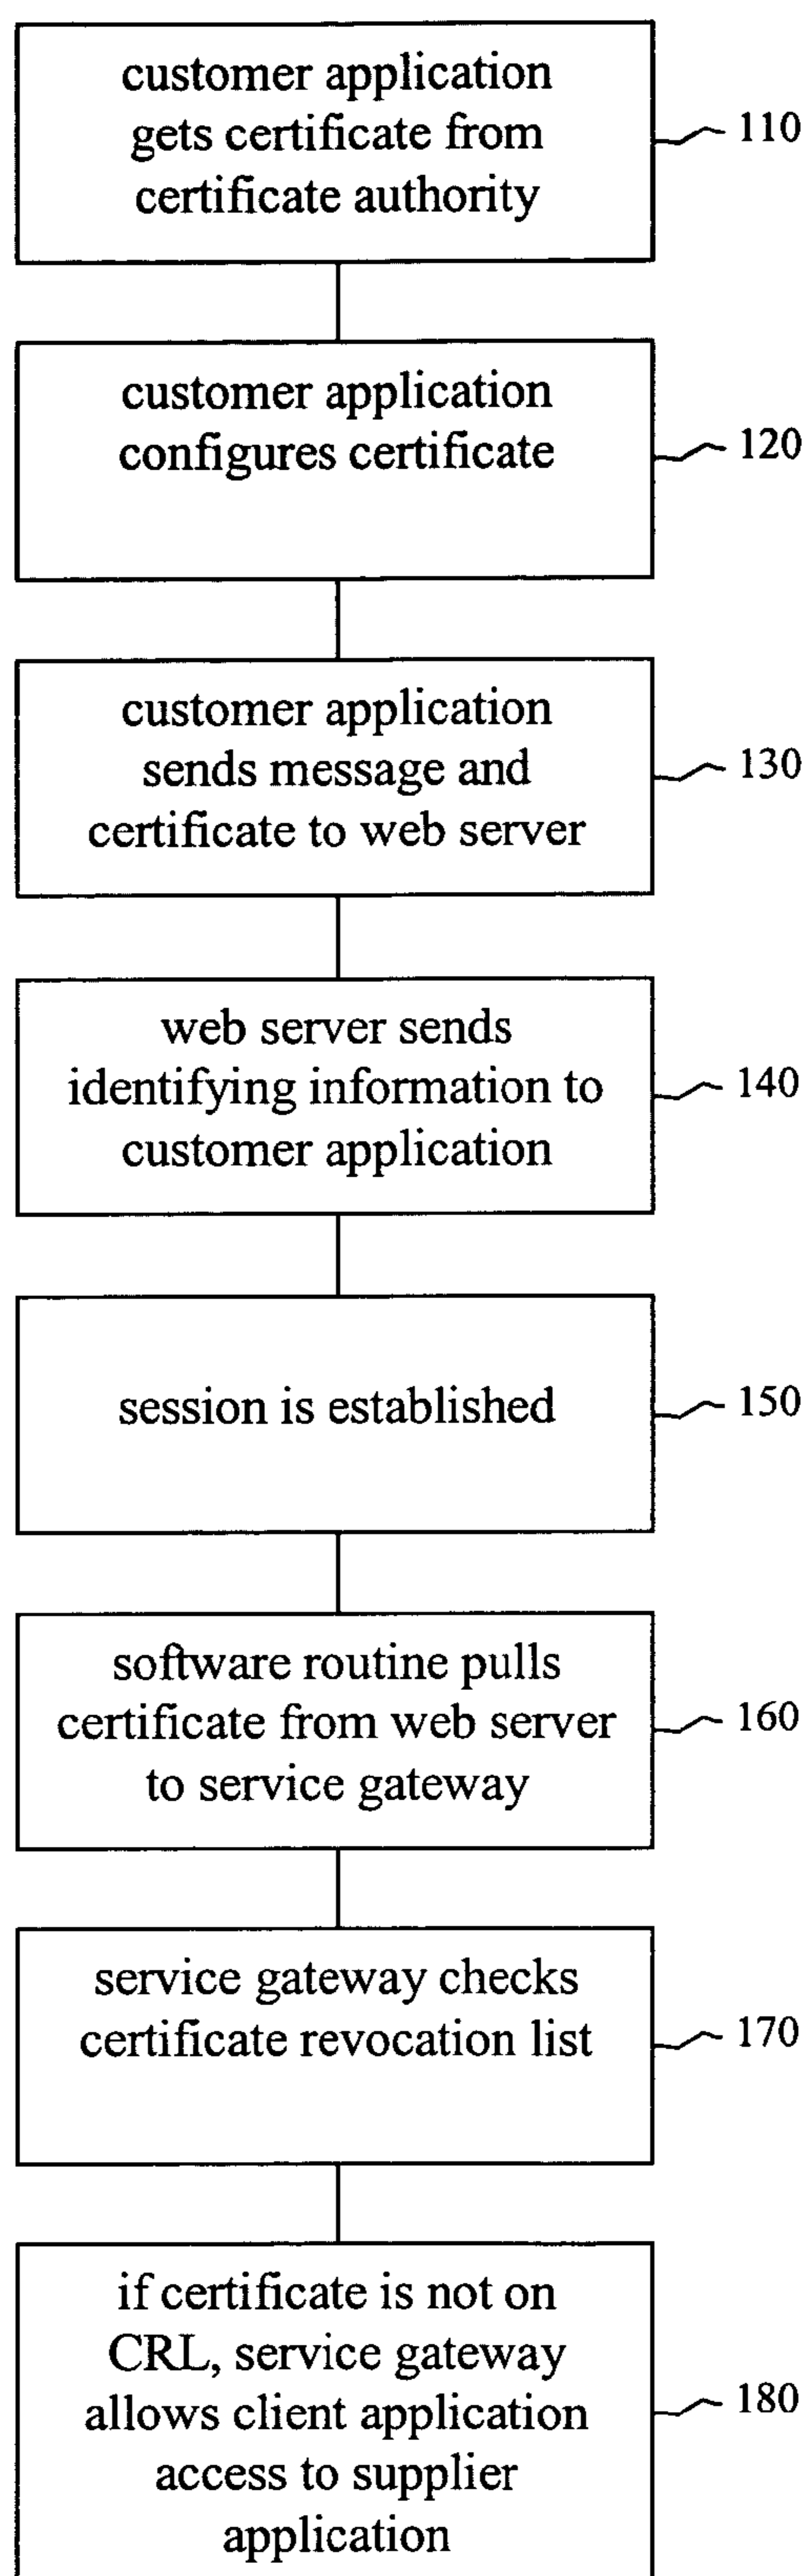 customer application
gets certificate from
certificate authority
110
customer application
configures certificate
120
customer application
sends message and
certificate to web server
130
web server sends
identifying information to
customer application
140
session is established
150
software routine pulls
certificate from web server
to service gateway
160
service gateway checks
certificate revocation list
170
if certificate is not on
CRL, service gateway
allows client application
access to supplier
application
180